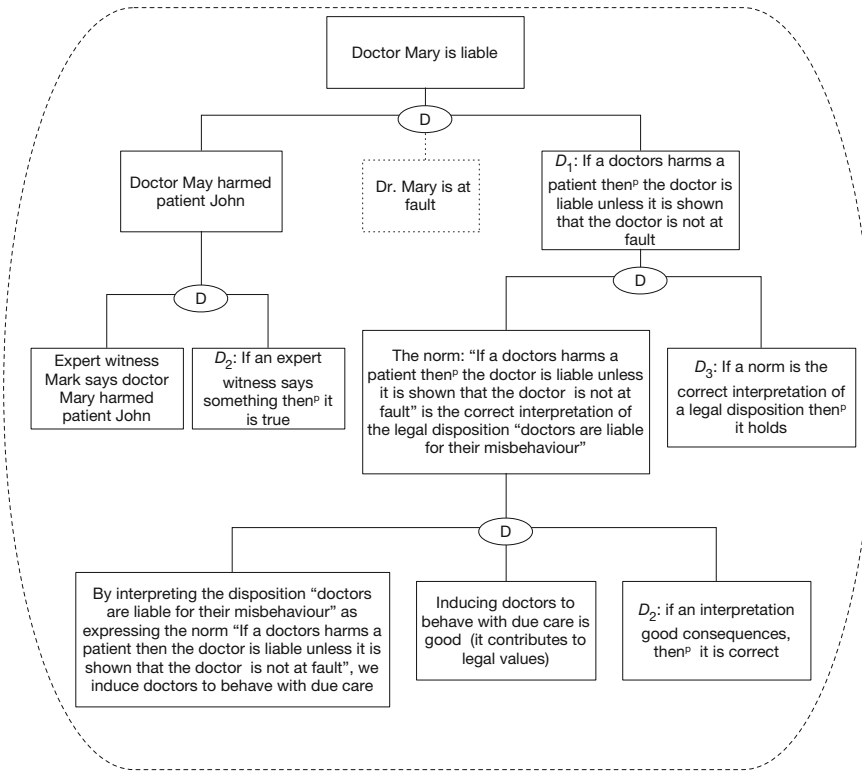 Doctor Mary is liable
D
Doctor May harmed
patient John
Dr. Mary is at
fault
D1: If a doctors harms a
patient thenᵖ the doctor is
liable unless it is shown
that the doctor is not at
fault
D
D
Expert witness
Mark says doctor
Mary harmed
patient John
D2: If an expert
witness says
something thenᵖ it
is true
The norm: “If a doctors harms a
patient thenᵖ the doctor is liable unless
it is shown that the doctor is not at
fault” is the correct interpretation of
the legal disposition “doctors are liable
for their misbehaviour”
D3: If a norm is the
correct interpretation of
a legal disposition thenᵖ
it holds
D
By interpreting the disposition “doctors
are liable for their misbehaviour” as
expressing the norm “If a doctors harms a
patient then the doctor is liable unless it is
shown that the doctor is not at fault”, we
induce doctors to behave with due care
Inducing doctors to
behave with due care is
good (it contributes to
legal values)
D2: if an interpretation
good consequences,
thenᵖ it is correct